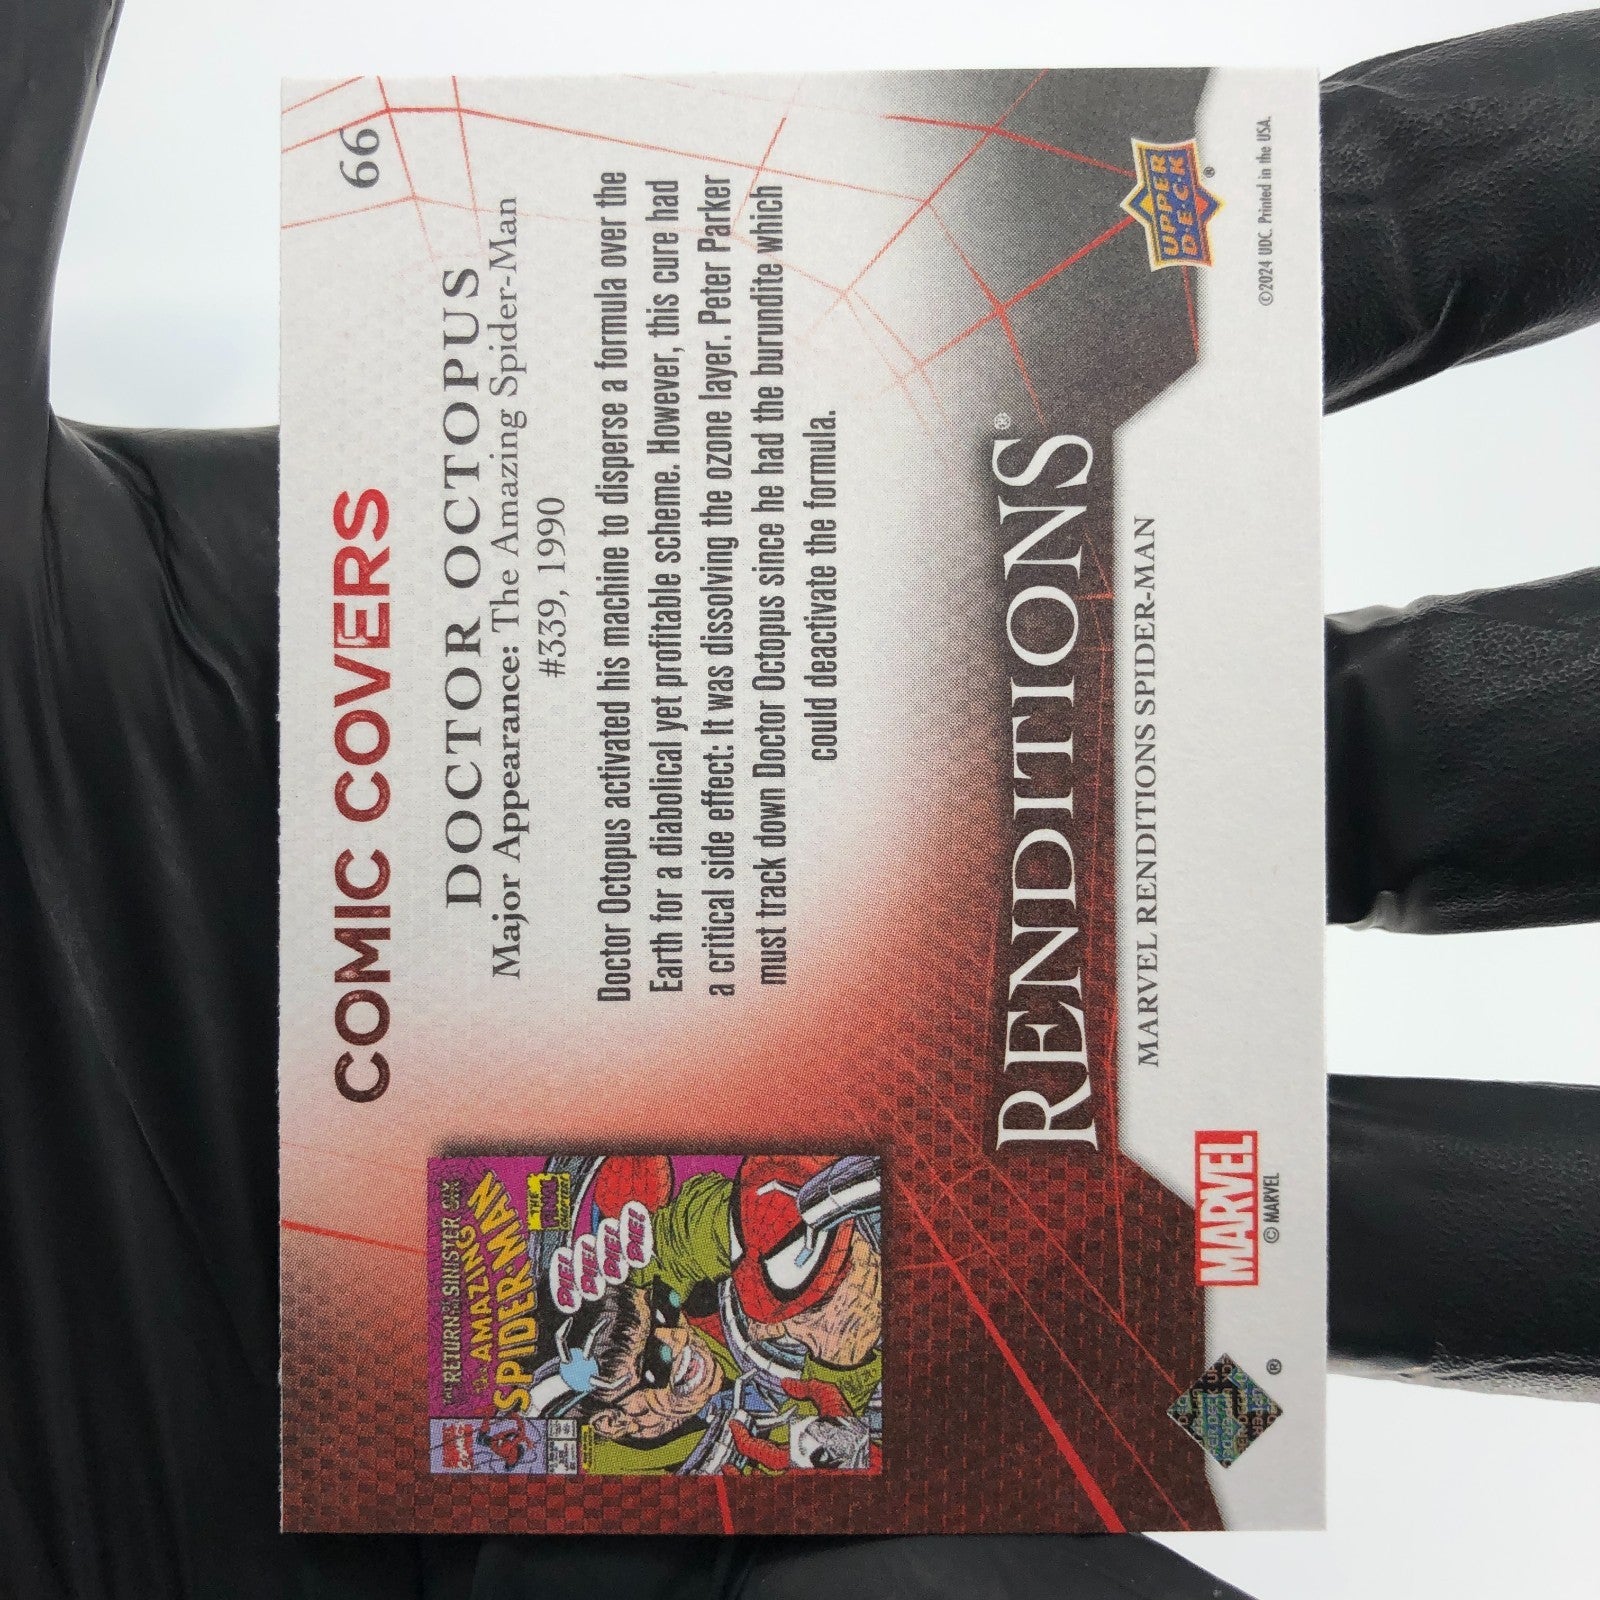 COMIC COVERS
66
DOCTOR OCTOPUS
Major Appearance: The Amazing Spider-Man
#339, 1990
Doctor Octopus activated his machine to disperse a formula over the
Earth for a diabolical yet profitable scheme. However, this cure had
a critical side effect: It was dissolving the ozone layer. Peter Parker
must track down Doctor Octopus since he had the burundite which
could deactivate the formula.
THE RETURN OF THE SINISTER SIX
THE AMAZING
SPIDER-MAN
DIE!
DIE!
DIE!
DIE!
RENDITIONS®
MARVEL RENDITIONS SPIDER-MAN
MARVEL
© MARVEL
®
UPPER
D·E·C·K
®
©2024 UDC. Printed in the USA.